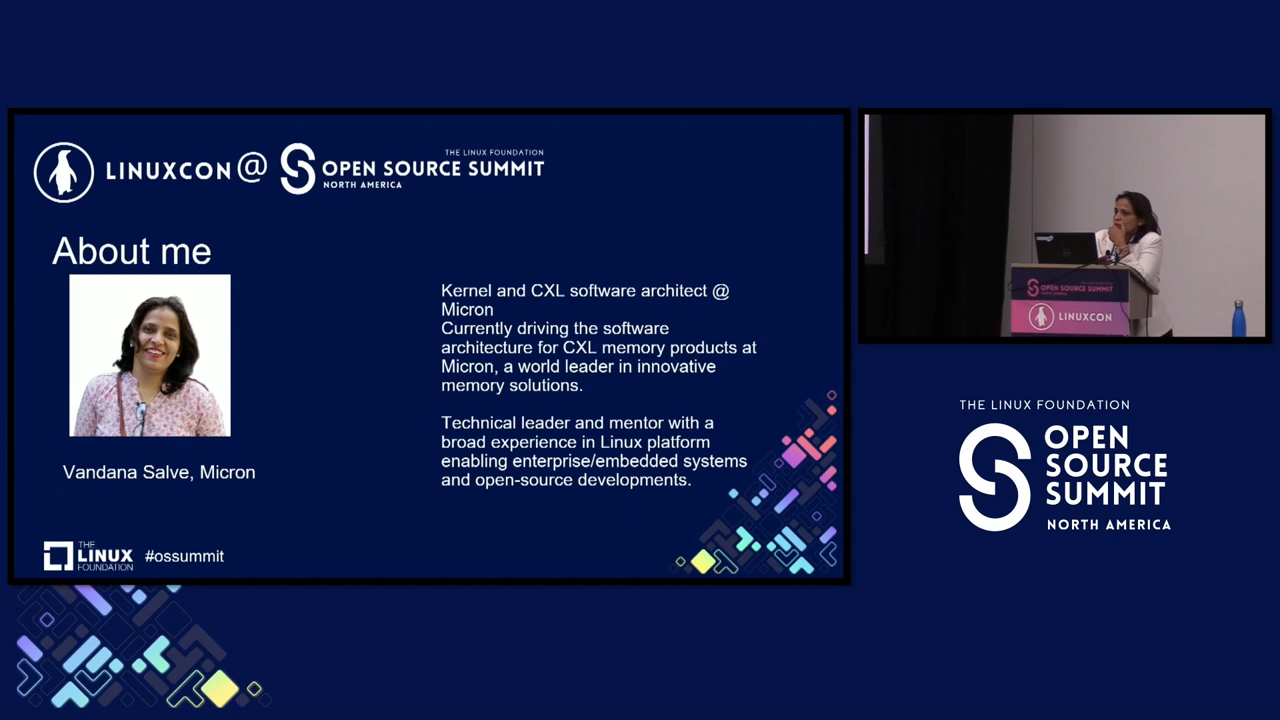 LINUXCON @
THE LINUX FOUNDATION
OPEN SOURCE SUMMIT
NORTH AMERICA
About me
Kernel and CXL software architect @
Micron
Currently driving the software
architecture for CXL memory products at
Micron, a world leader in innovative
memory solutions.
Technical leader and mentor with a
broad experience in Linux platform
enabling enterprise/embedded systems
and open-source developments.
Vandana Salve, Micron
THE
LINUX
FOUNDATION
#ossummit
OPEN SOURCE SUMMIT
LINUXCON
THE LINUX FOUNDATION
OPEN
SOURCE
SUMMIT
NORTH AMERICA